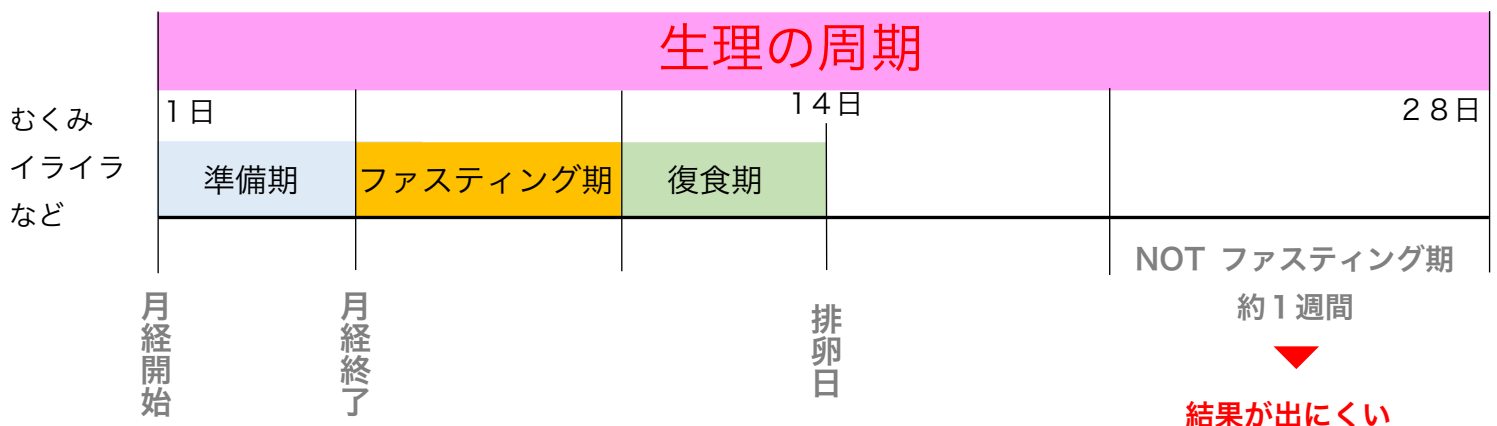 生理の周期
むくみ
イライラ
など
１日
１４日
２８日
準備期
ファスティング期
復食期
月経開始
月経終了
排卵日
NOT ファスティング期
約１週間
結果が出にくい